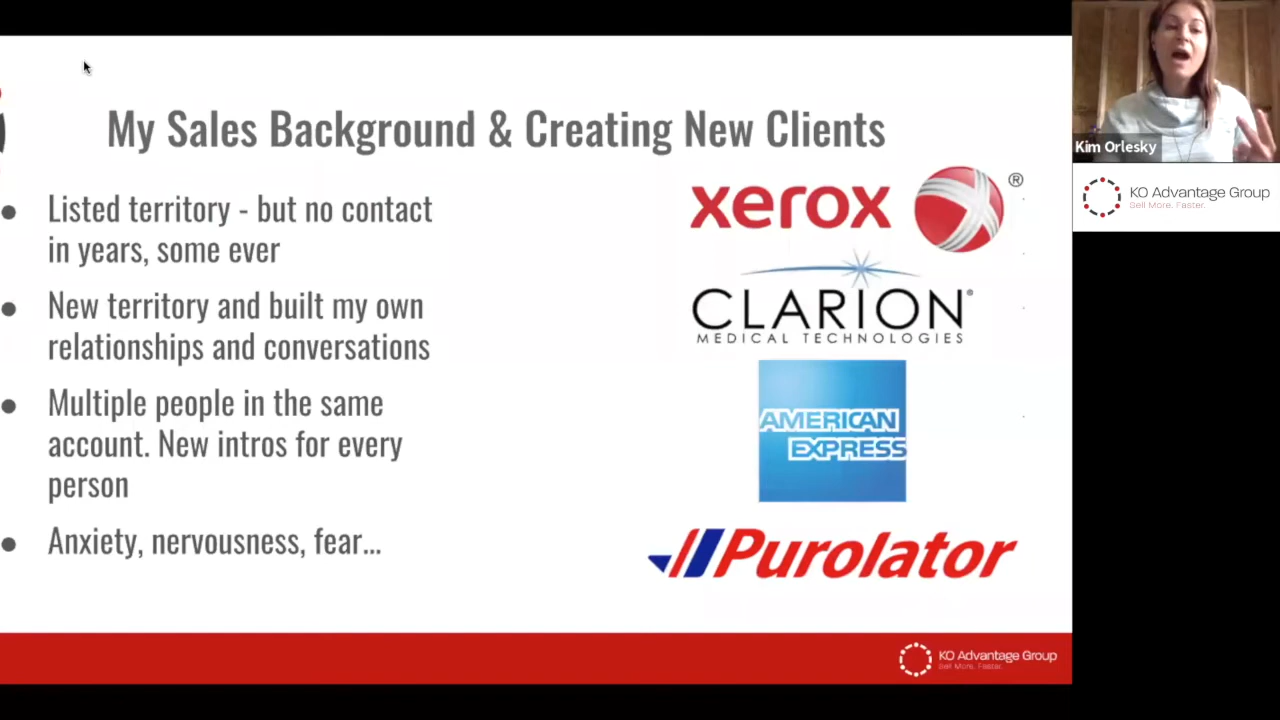 My Sales Background & Creating New Clients
● Listed territory - but no contact
in years, some ever
● New territory and built my own
relationships and conversations
● Multiple people in the same
account. New intros for every
person
● Anxiety, nervousness, fear...
xerox ®
CLARION®
MEDICAL TECHNOLOGIES
AMERICAN
EXPRESS
Purolator
KO Advantage Group
Sell More. Faster.
Kim Orlesky
KO Advantage Group
Sell More. Faster.